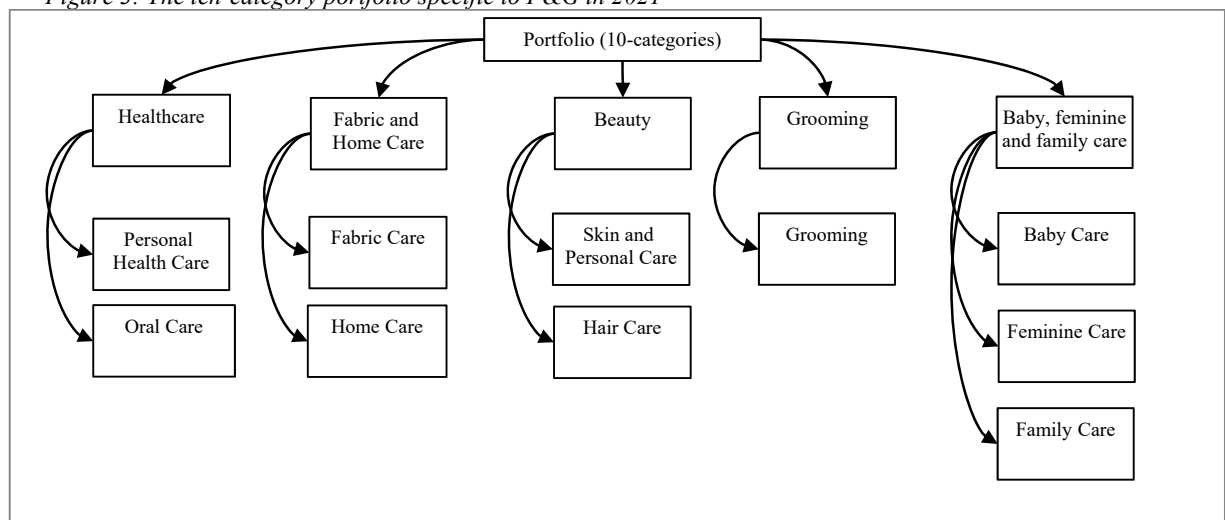 Figure 3. The ten-category portfolio specific to P&G in 2021
Portfolio (10-categories)
Healthcare
Fabric and
Home Care
Beauty
Grooming
Baby, feminine
and family care
Personal
Health Care
Fabric Care
Skin and
Personal Care
Grooming
Baby Care
Oral Care
Home Care
Hair Care
Feminine Care
Family Care